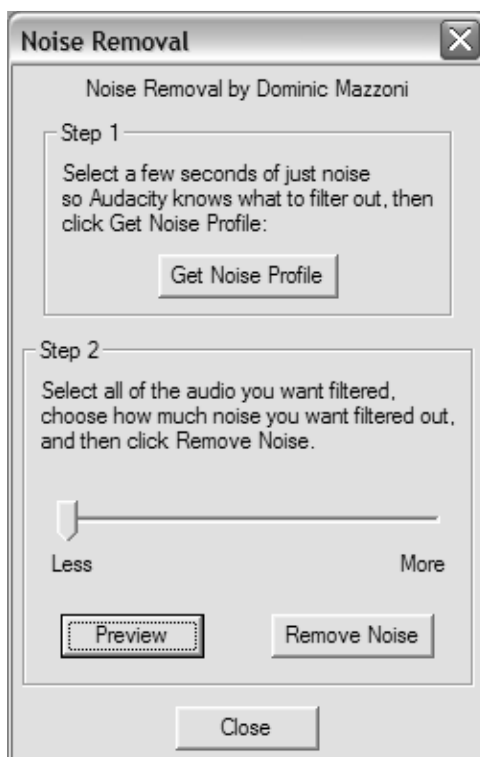 Noise Removal
Noise Removal by Dominic Mazzoni
Step 1
Select a few seconds of just noise
so Audacity knows what to filter out, then
click Get Noise Profile:
Get Noise Profile
Step 2
Select all of the audio you want filtered,
choose how much noise you want filtered out,
and then click Remove Noise.
Less More
Preview Remove Noise
Close